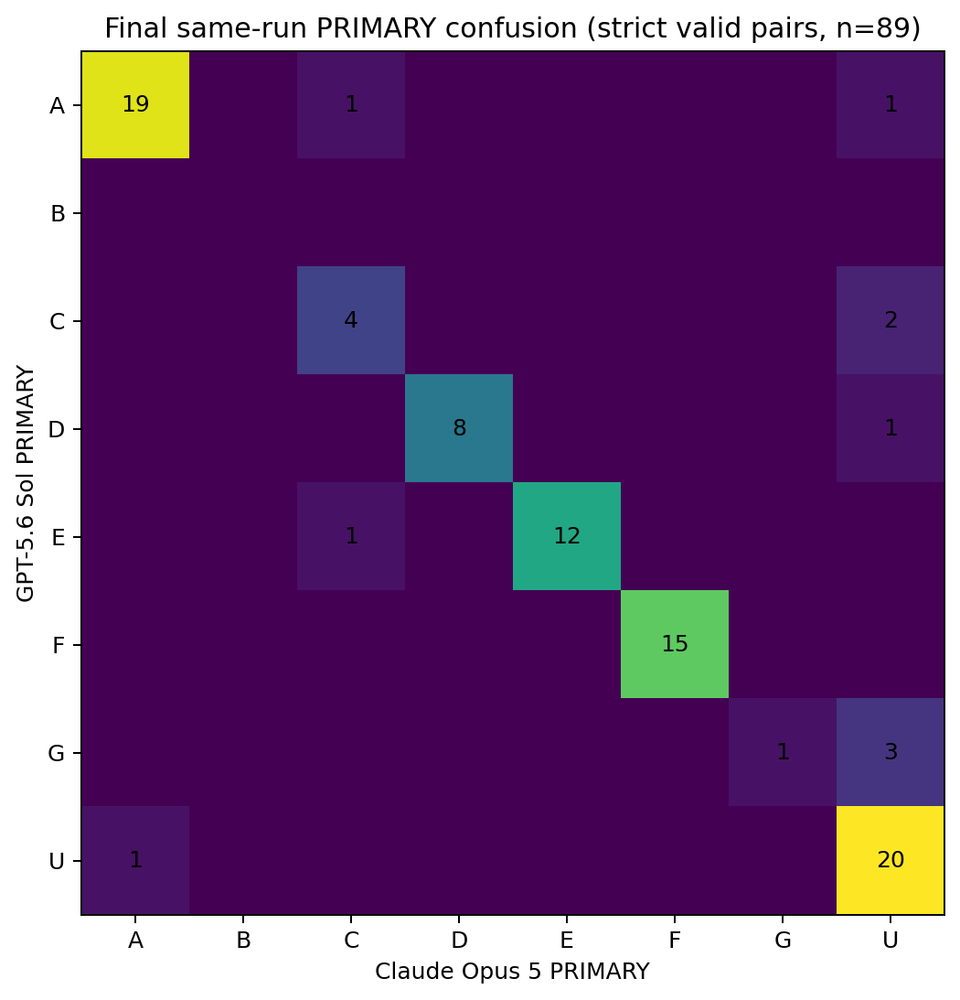 Final same-run PRIMARY confusion (strict valid pairs, n=89)
GPT-5.6 Sol PRIMARY
A 19 1 1
B
C 4 2
D 8 1
E 1 12
F 15
G 1 3
U 1 20
A B C D E F G U
Claude Opus 5 PRIMARY